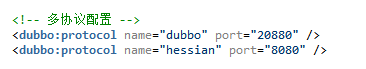 <!-- 多协议配置 -->
<dubbo:protocol name="dubbo" port="20880" />
<dubbo:protocol name="hessian" port="8080" />